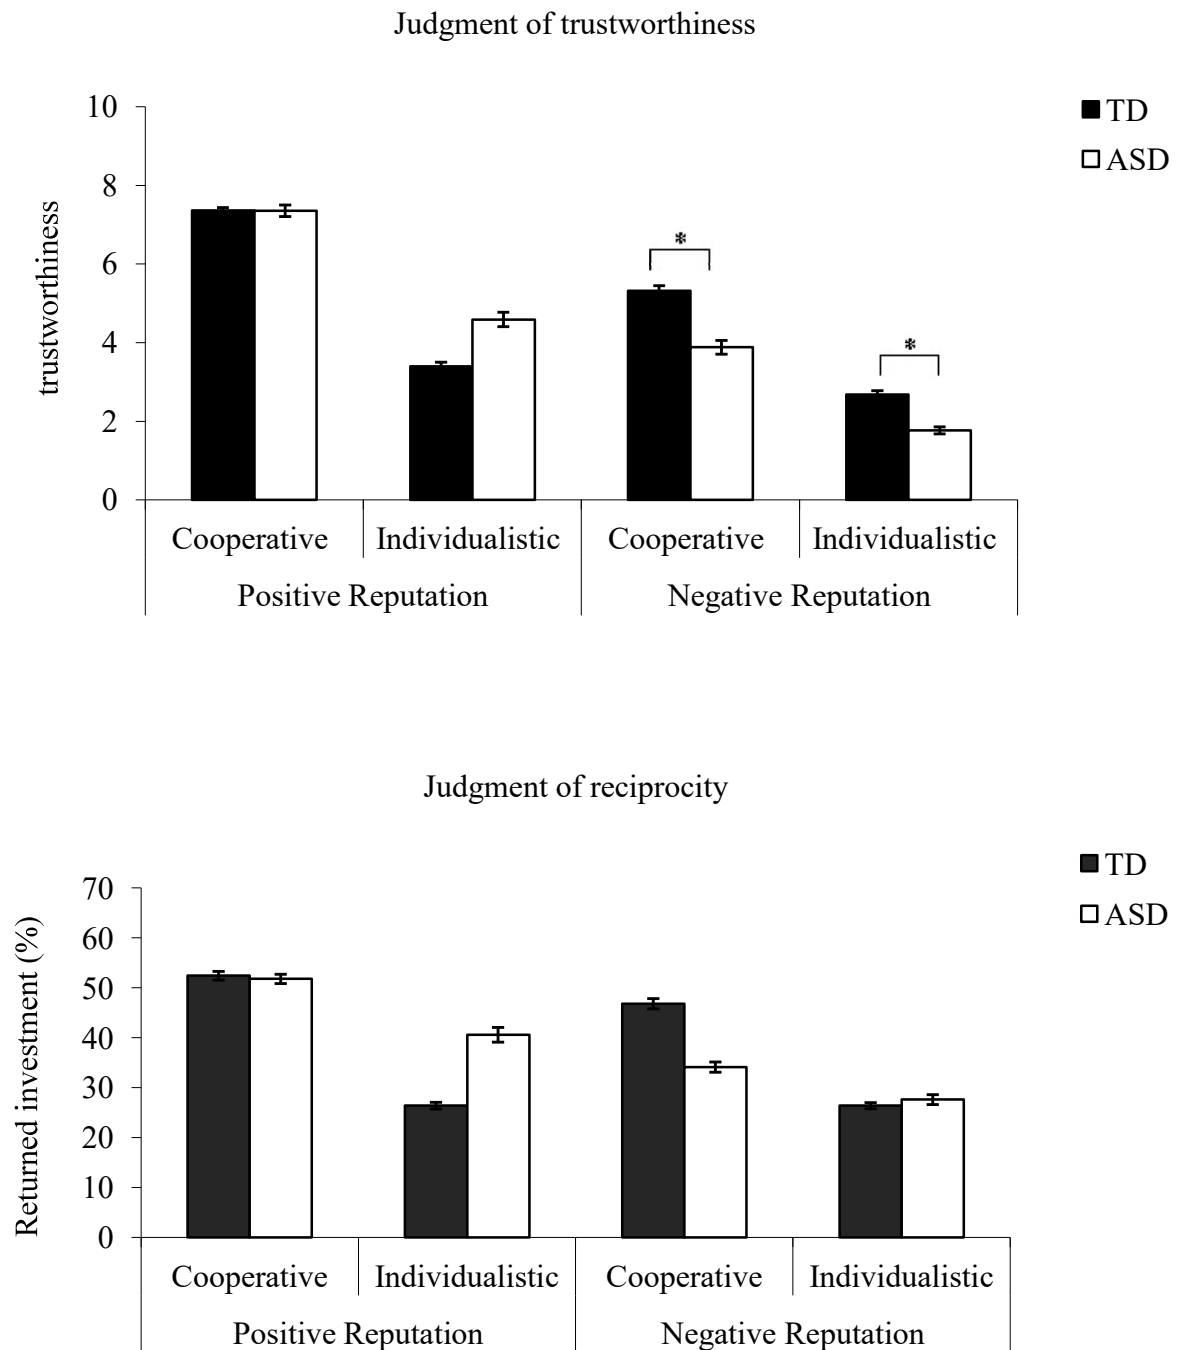 Judgment of trustworthiness
TD
ASD
trustworthiness
10
8
6
4
2
0
*
*
Cooperative Individualistic Cooperative Individualistic
Positive Reputation Negative Reputation
Judgment of reciprocity
TD
ASD
Returned investment (%)
70
60
50
40
30
20
10
0
Cooperative Individualistic Cooperative Individualistic
Positive Reputation Negative Reputation